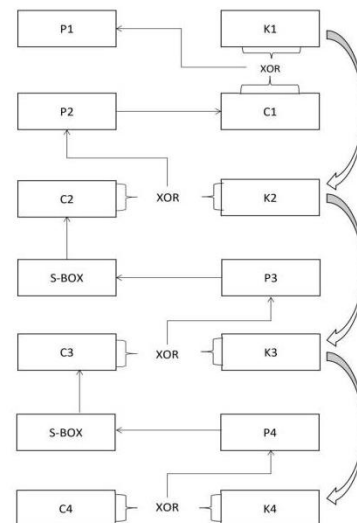 P1 K1
XOR
P2 C1
C2 XOR K2
S-BOX P3
C3 XOR K3
S-BOX P4
C4 XOR K4